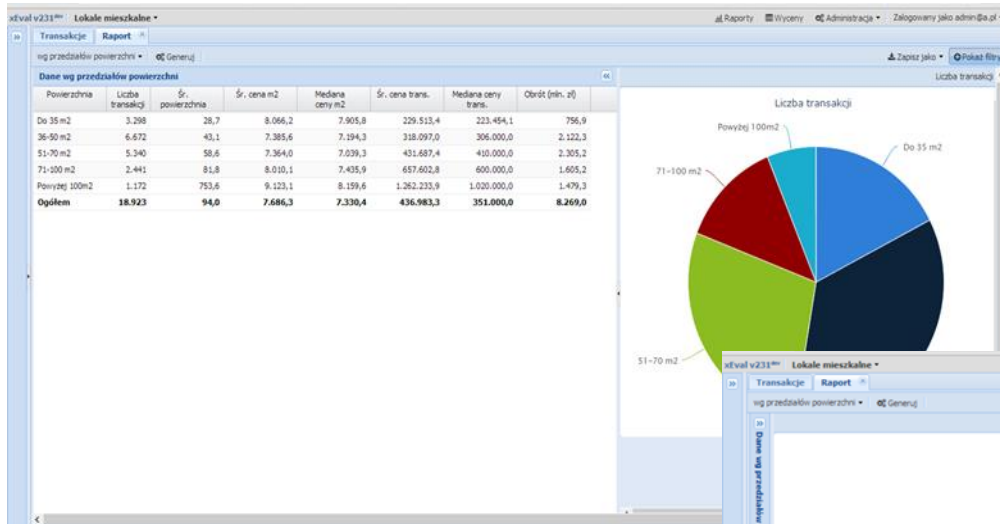 xEval v231dev Lokale mieszkalne
Raporty Wyceny Administracja Zalogowany jako admin@a.pl
Transakcje Raport
wg przedziałów powierzchni Generuj
Zapisz jako Pokaż filtry
Dane wg przedziałów powierzchni
Liczba transakcji
Powierzchnia Liczba transakcji Śr. powierzchnia Śr. cena m2 Mediana ceny m2 Śr. cena trans. Mediana ceny trans. Obrót (mln. zł)
Do 35 m2 3.298 28,7 8.066,2 7.905,8 229.513,4 223.454,1 756,9
36-50 m2 6.672 43,1 7.385,6 7.194,3 318.097,0 306.000,0 2.122,3
51-70 m2 5.340 58,6 7.364,0 7.039,3 431.687,4 410.000,0 2.305,2
71-100 m2 2.441 81,8 8.010,1 7.435,9 657.602,8 600.000,0 1.605,2
Powyżej 100m2 1.172 753,6 9.123,1 8.159,6 1.262.233,9 1.020.000,0 1.479,3
Ogółem 18.923 94,0 7.686,3 7.330,4 436.983,3 351.000,0 8.269,0
Liczba transakcji
Powyżej 100m2
Do 35 m2
71-100 m2
51-70 m2
xEval v231dev Lokale mieszkalne
Transakcje Raport
wg przedziałów powierzchni Generuj
Dane wg przedziałów